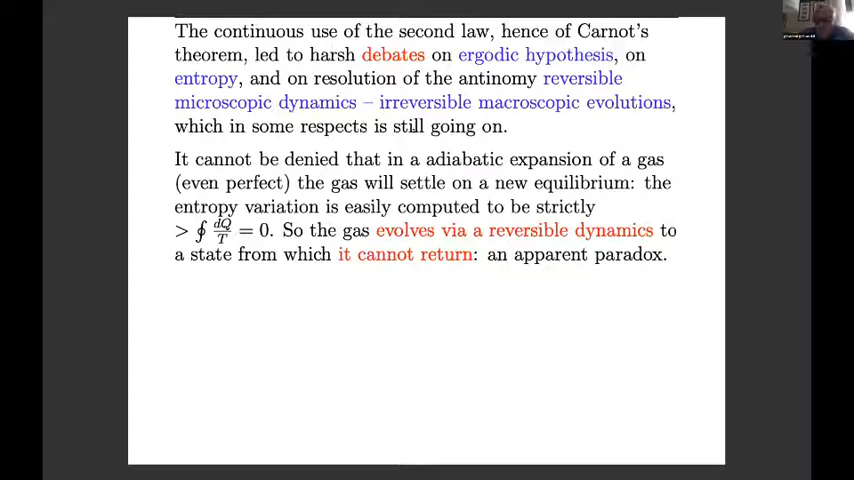 The continuous use of the second law, hence of Carnot's
theorem, led to harsh debates on ergodic hypothesis, on
entropy, and on resolution of the antinomy reversible
microscopic dynamics – irreversible macroscopic evolutions,
which in some respects is still going on.
It cannot be denied that in a adiabatic expansion of a gas
(even perfect) the gas will settle on a new equilibrium: the
entropy variation is easily computed to be strictly
> ∮ dQ/T = 0. So the gas evolves via a reversible dynamics to
a state from which it cannot return: an apparent paradox.